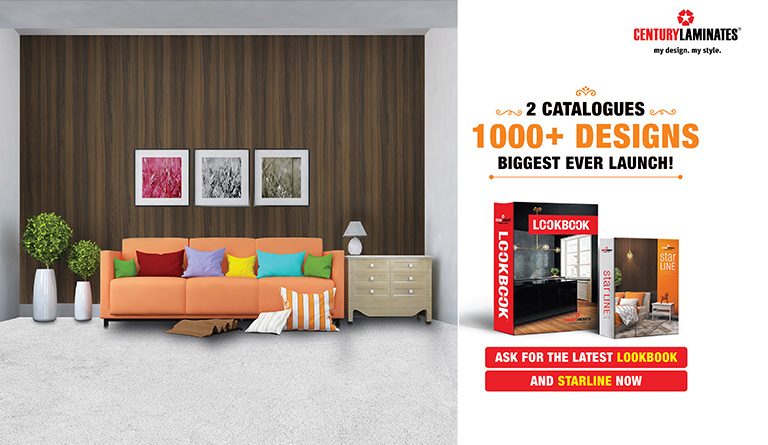 CENTURYLAMINATES®
my design. my style.
2 CATALOGUES
1000+ DESIGNS
BIGGEST EVER LAUNCH!
LOOKBOOK
LOOKBOOK
CENTURYLAMINATES
star
LINE
star LINE
ASK FOR THE LATEST LOOKBOOK
AND STARLINE NOW